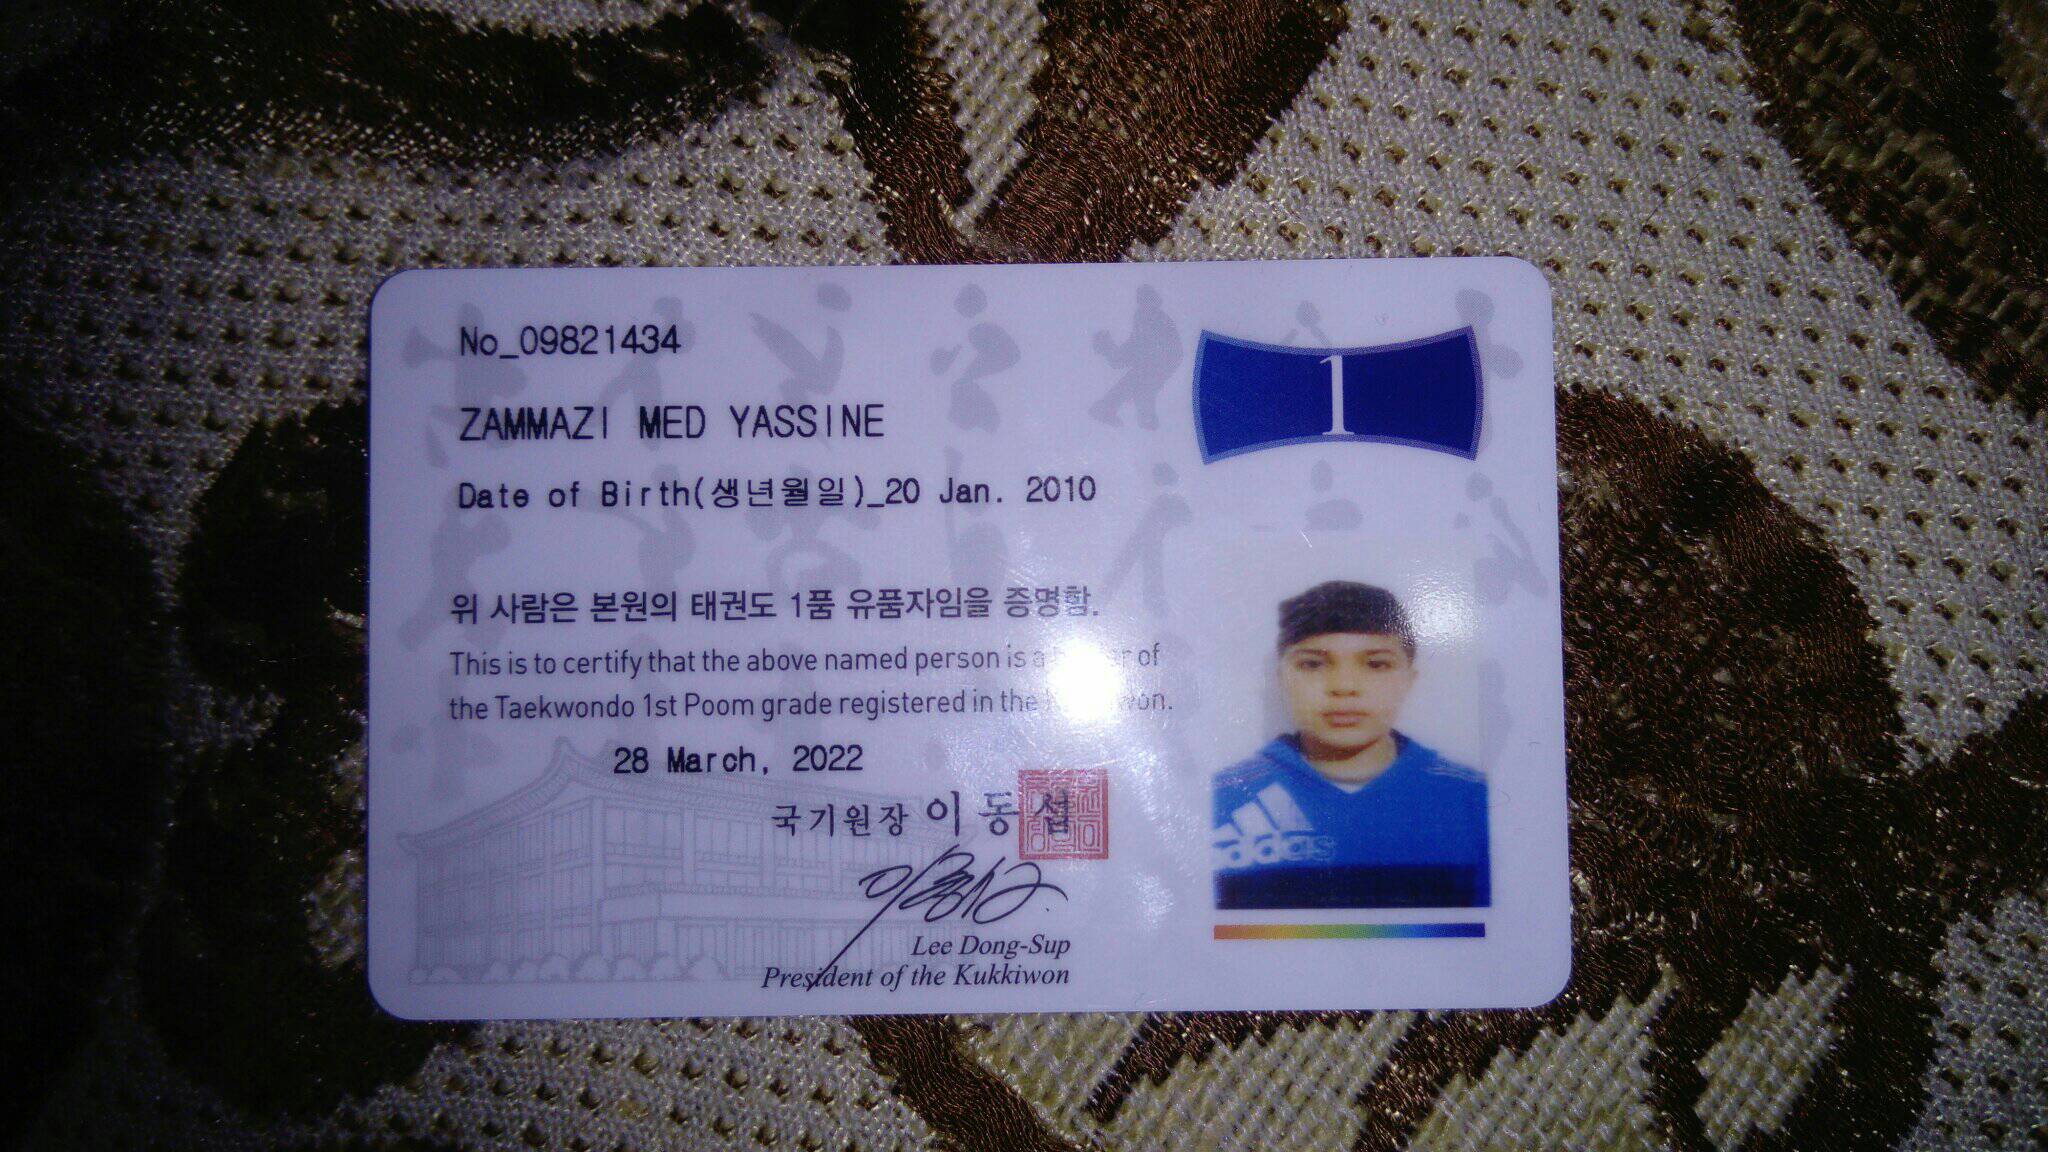 No_09821434
1
ZAMMAZI MED YASSINE
Date of Birth(생년월일)_20 Jan. 2010
위 사람은 본원의 태권도 1품 유품자임을 증명함.
This is to certify that the above named person is a of
the Taekwondo 1st Poom grade registered in the
28 March, 2022
국기원장 이동섭
Lee Dong-Sup
President of the Kukkiwon
adidas